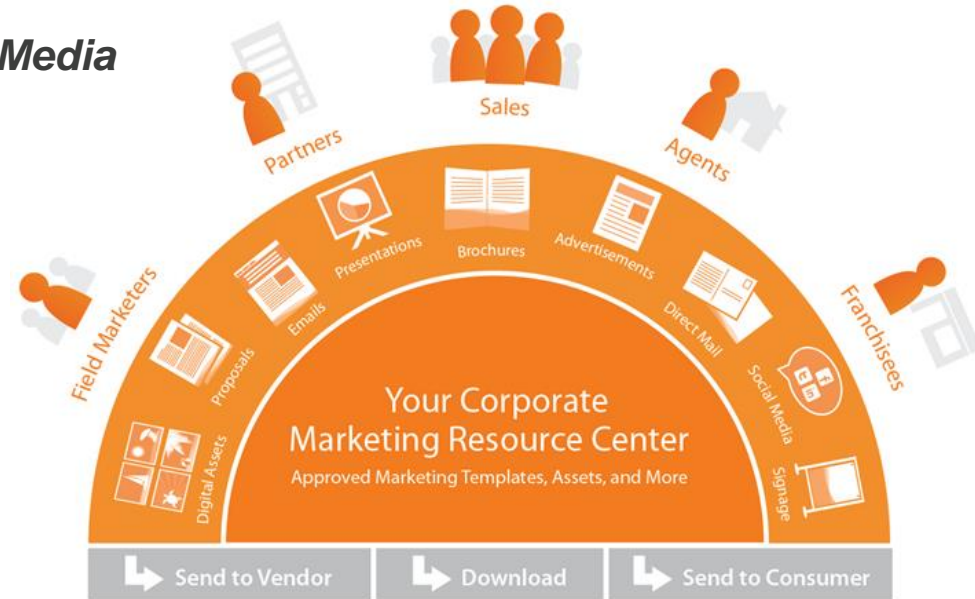 Media
Field Marketers
Partners
Sales
Agents
Franchisees
Digital Assets
Proposals
Emails
Presentations
Brochures
Advertisements
Direct Mail
Social Media
Signage
Your Corporate
Marketing Resource Center
Approved Marketing Templates, Assets, and More
Send to Vendor
Download
Send to Consumer